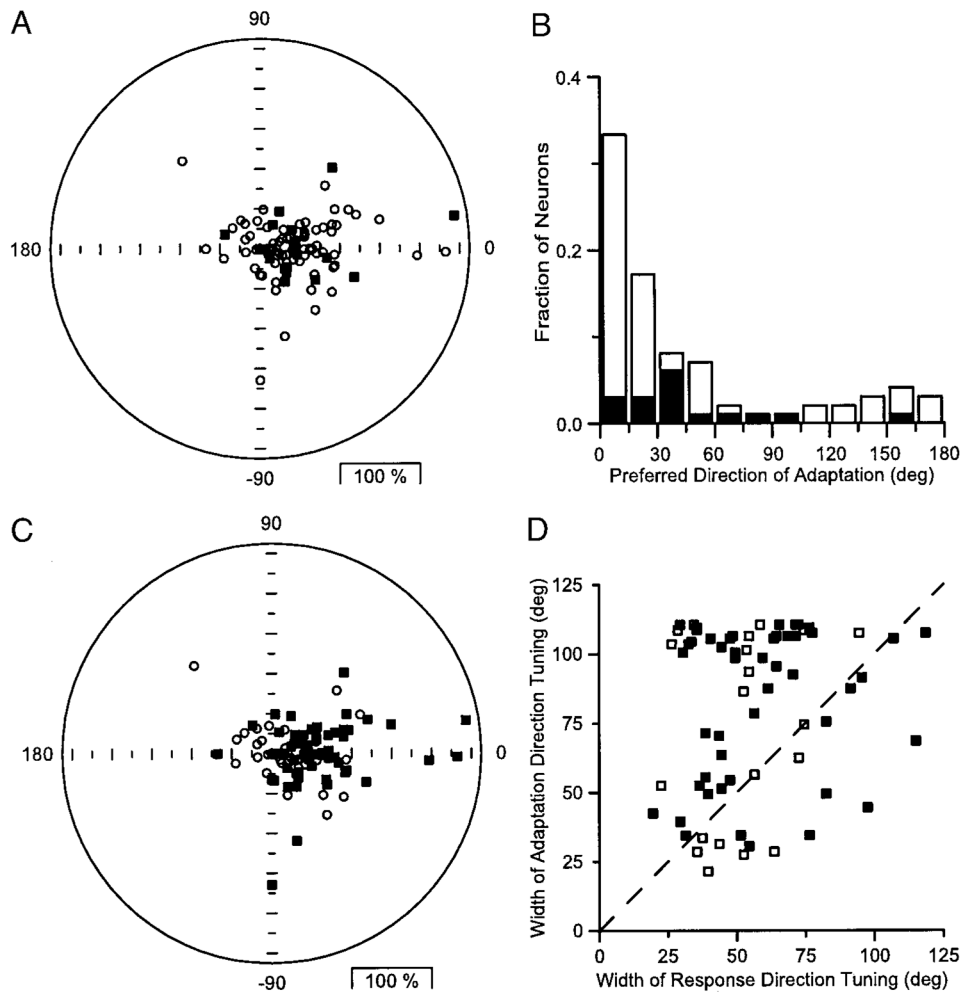 A
90
180
0
-90
100 %
B
0.4
0.2
0.0
Fraction of Neurons
0 30 60 90 120 150 180
Preferred Direction of Adaptation (deg)
C
90
180
0
-90
100 %
D
125
100
75
50
25
0
Width of Adaptation Direction Tuning (deg)
0 25 50 75 100 125
Width of Response Direction Tuning (deg)